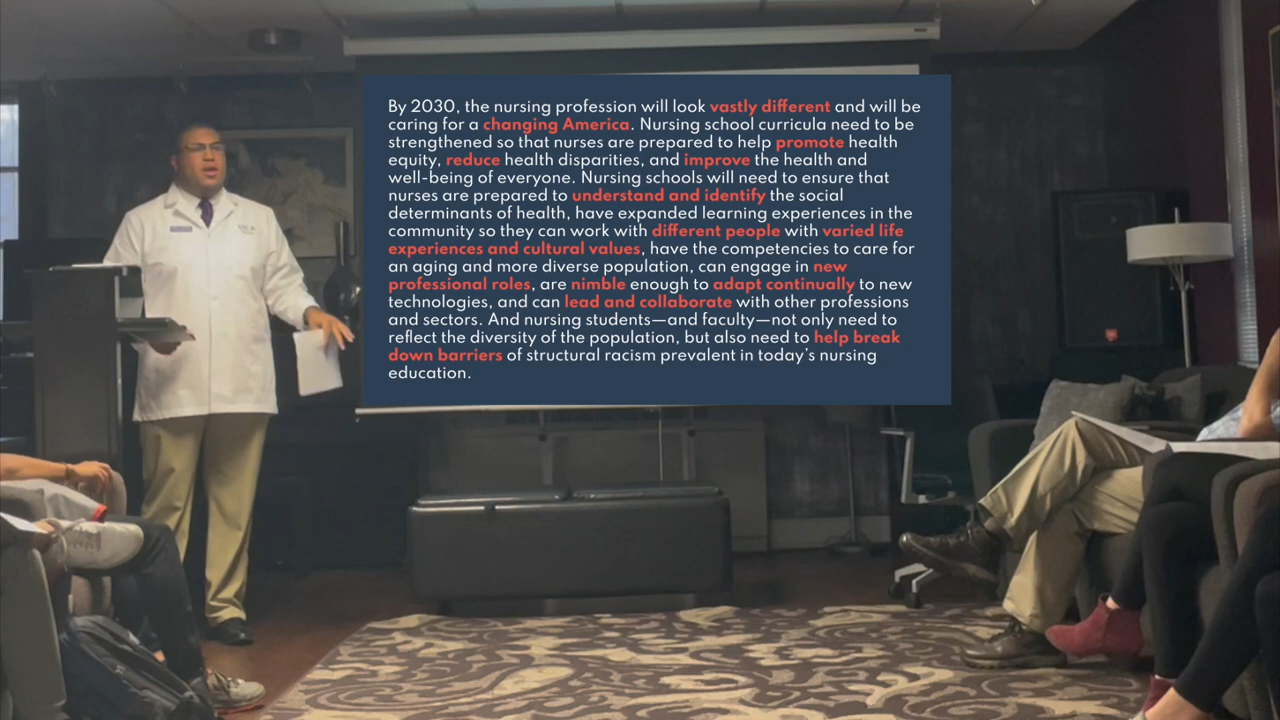 By 2030, the nursing profession will look vastly different and will be
caring for a changing America. Nursing school curricula need to be
strengthened so that nurses are prepared to help promote health
equity, reduce health disparities, and improve the health and
well-being of everyone. Nursing schools will need to ensure that
nurses are prepared to understand and identify the social
determinants of health, have expanded learning experiences in the
community so they can work with different people with varied life
experiences and cultural values, have the competencies to care for
an aging and more diverse population, can engage in new
professional roles, are nimble enough to adapt continually to new
technologies, and can lead and collaborate with other professions
and sectors. And nursing students—and faculty—not only need to
reflect the diversity of the population, but also need to help break
down barriers of structural racism prevalent in today's nursing
education.